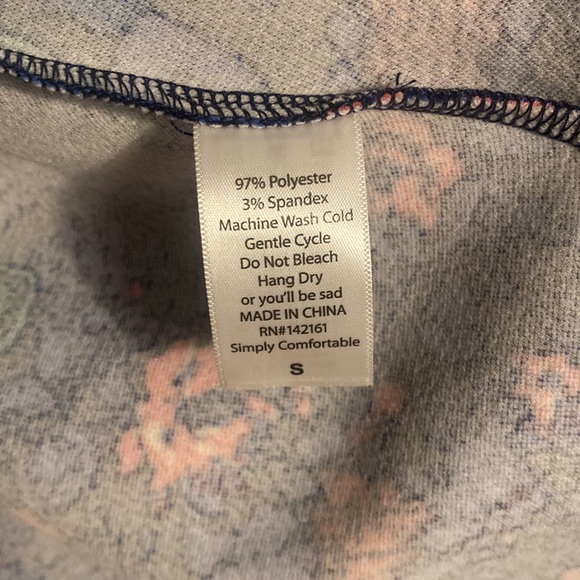 97% Polyester
3% Spandex
Machine Wash Cold
Gentle Cycle
Do Not Bleach
Hang Dry
or you'll be sad
MADE IN CHINA
RN#142161
Simply Comfortable
S